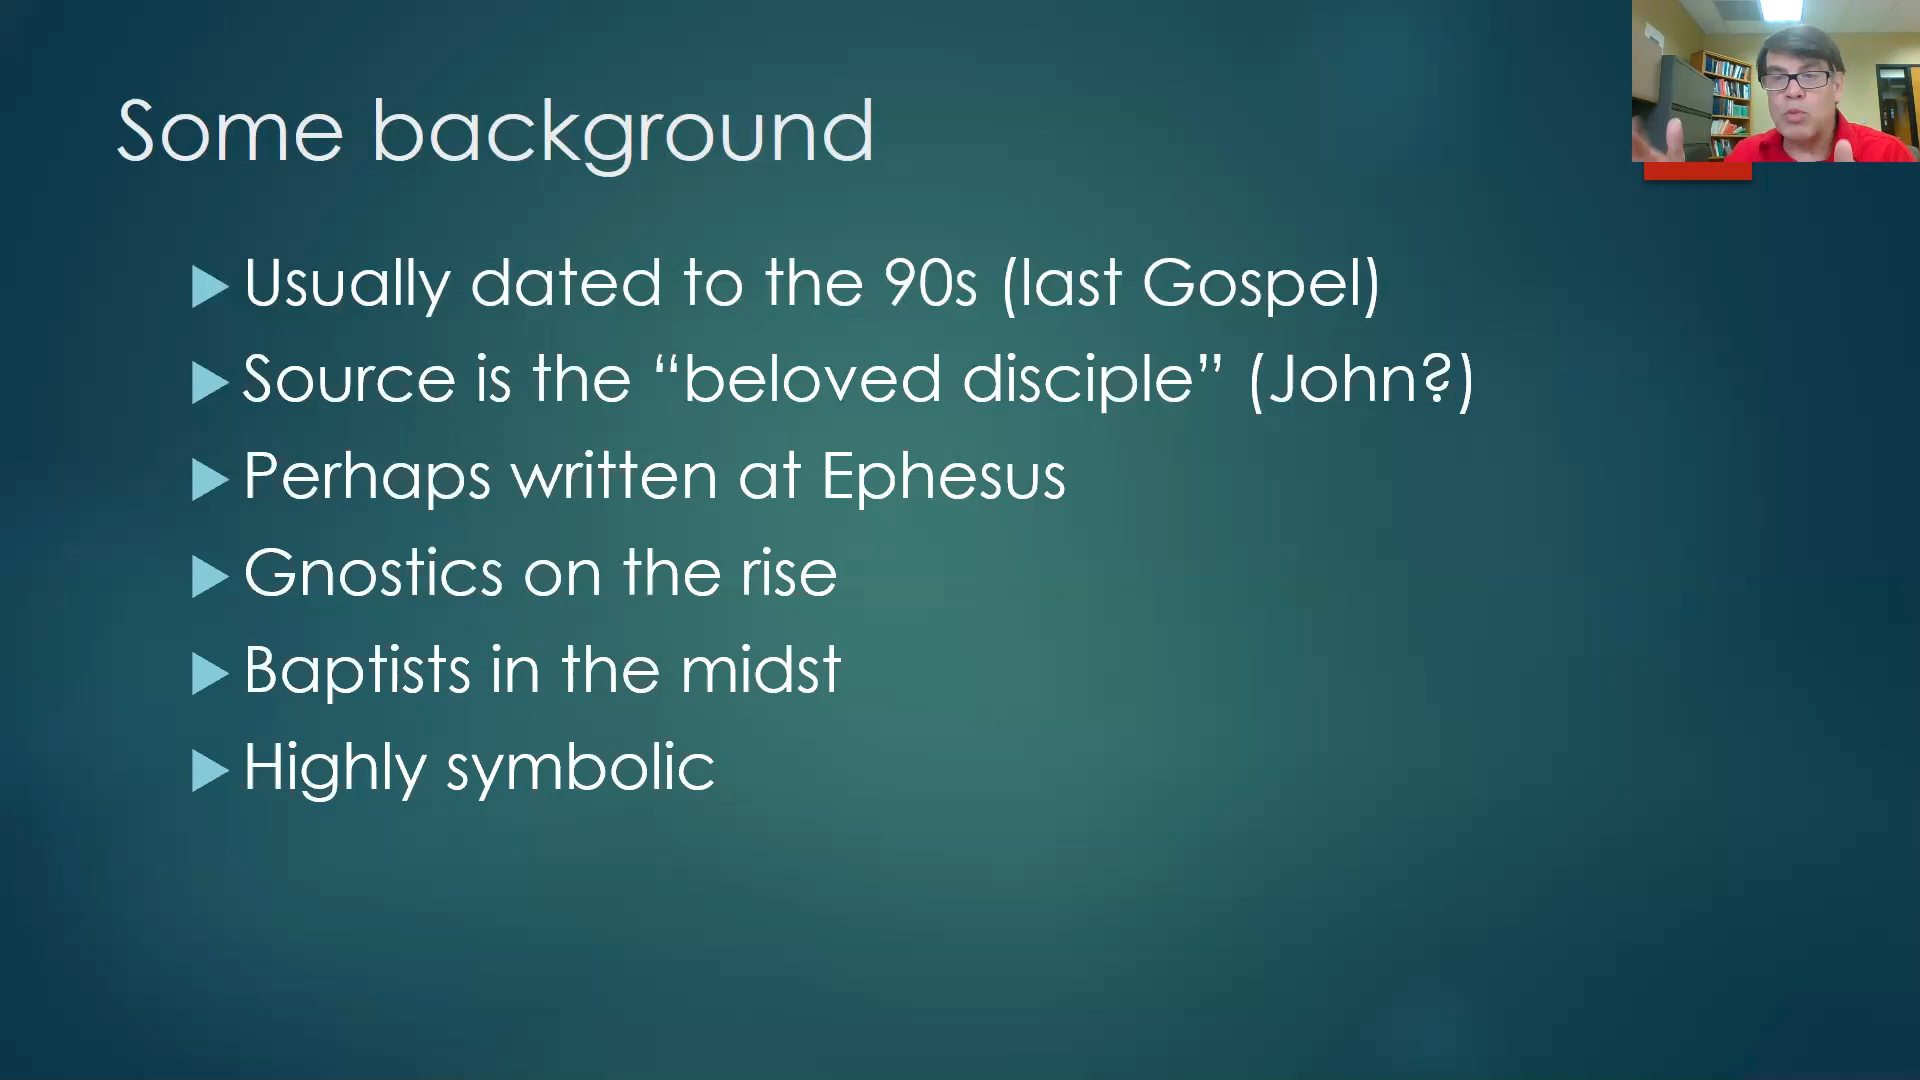 Some background
Usually dated to the 90s (last Gospel)
Source is the “beloved disciple” (John?)
Perhaps written at Ephesus
Gnostics on the rise
Baptists in the midst
Highly symbolic